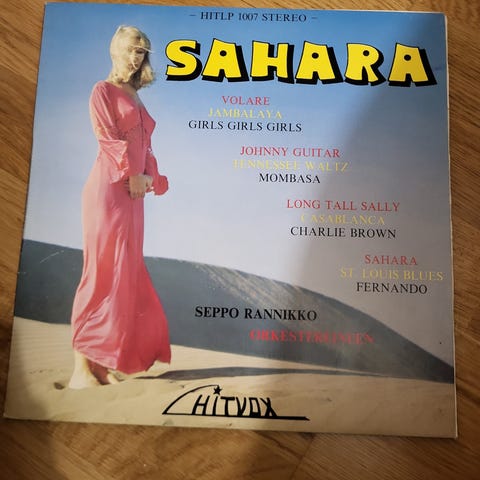 - HITLP 1007 STEREO -
SAHARA
VOLARE
JAMBALAYA
GIRLS GIRLS GIRLS
JOHNNY GUITAR
TENNESSEE WALTZ
MOMBASA
LONG TALL SALLY
CASABLANCA
CHARLIE BROWN
SAHARA
ST. LOUIS BLUES
FERNANDO
SEPPO RANNIKKO
ORKESTEREINEEN
HITVOX